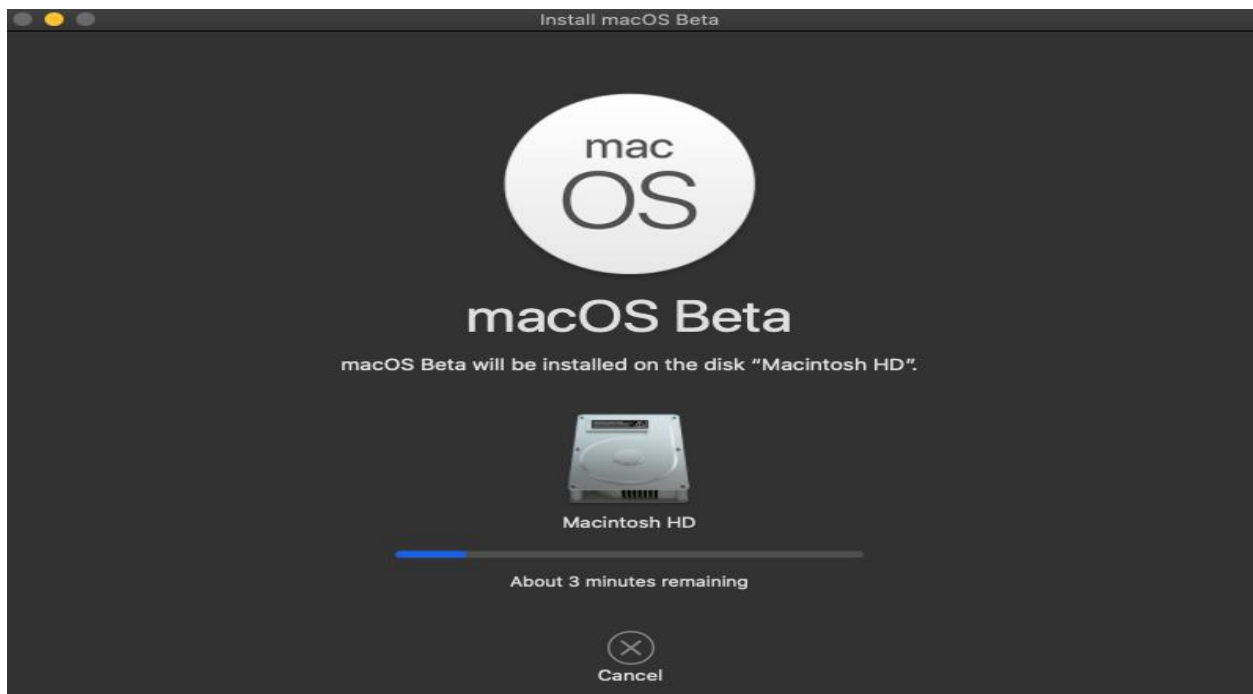 Install macOS Beta
mac
OS
macOS Beta
macOS Beta will be installed on the disk “Macintosh HD”.
Macintosh HD
About 3 minutes remaining
Cancel